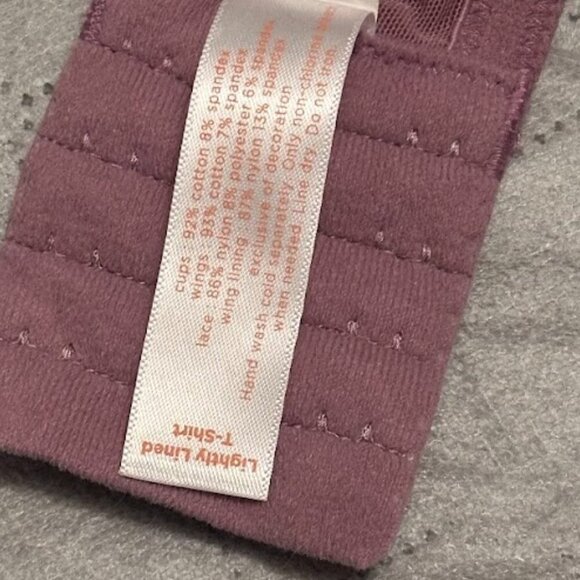 cups 92% cotton 8% spandex
wings 93% cotton 7% spandex
lace 86% nylon 8% polyester 6% spandex
wing lining 87% nylon 13% spandex
exclusive of decoration
Hand wash cold separately Only non-chlorine
when needed Line dry Do not iron
Lightly Lined
T-Shirt